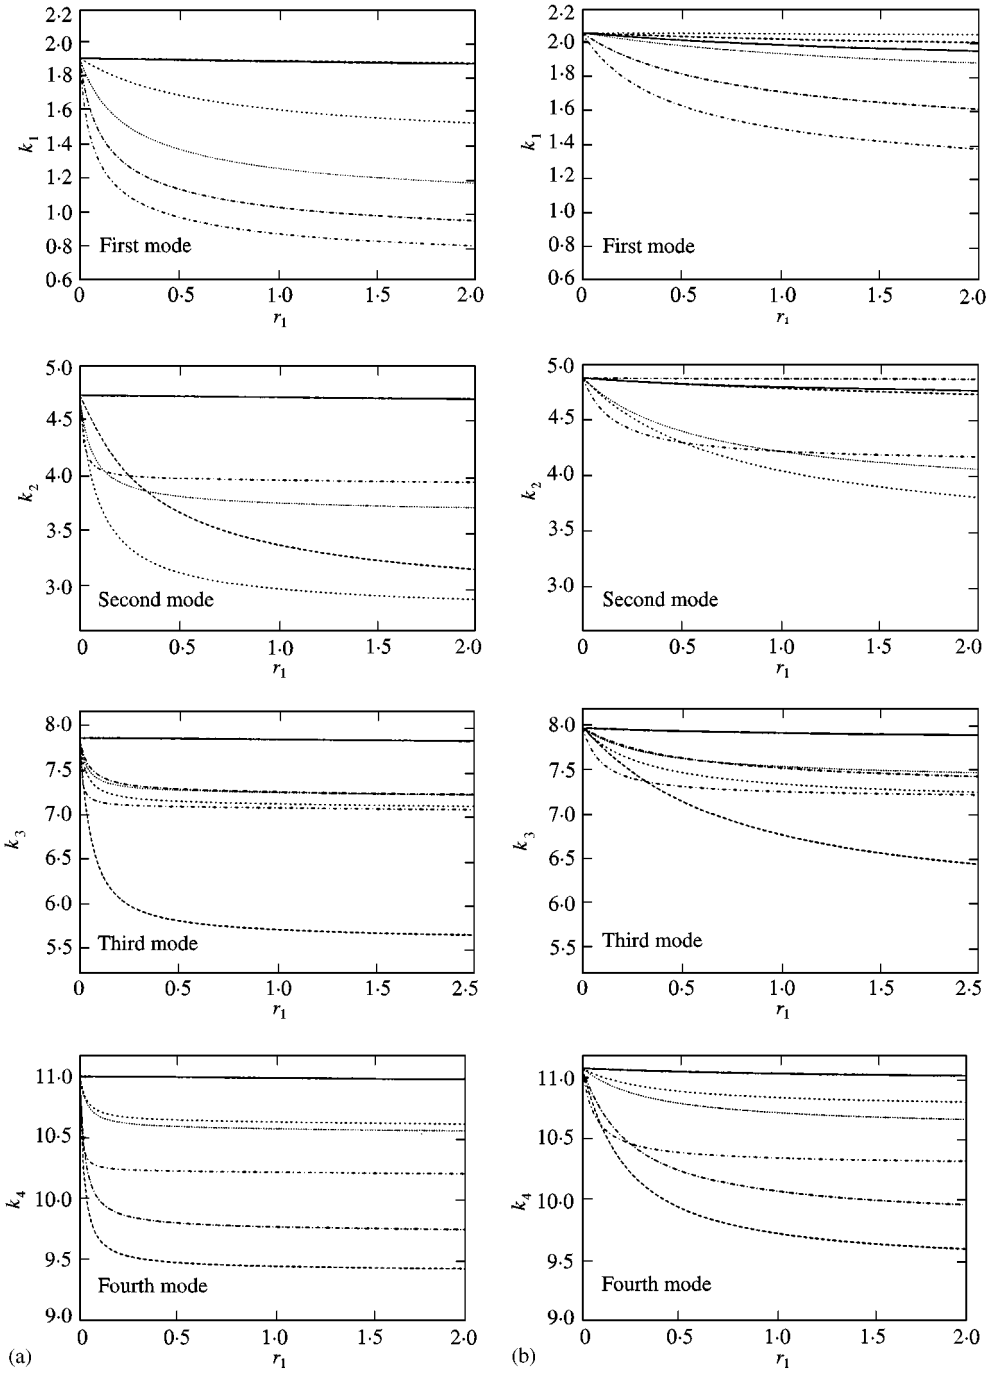 2·2
2·0
1·8
1·6
1·4
1·2
1·0
0·8
0·6
k1
First mode
0 0·5 1·0 1·5 2·0
r1
2·2
2·0
1·8
1·6
1·4
1·2
1·0
0·8
0·6
k1
First mode
0 0·5 1·0 1·5 2·0
r1
5·0
4·5
4·0
3·5
3·0
k2
Second mode
0 0·5 1·0 1·5 2·0
r1
5·0
4·5
4·0
3·5
3·0
k2
Second mode
0 0·5 1·0 1·5 2·0
r1
8·0
7·5
7·0
6·5
6·0
5·5
k3
Third mode
0 0·5 1·0 1·5 2·5
r1
8·0
7·5
7·0
6·5
6·0
5·5
k3
Third mode
0 0·5 1·0 1·5 2·5
r1
11·0
10·5
10·0
9·5
9·0
k4
Fourth mode
0 0·5 1·0 1·5 2·0
(a)
r1
11·0
10·5
10·0
9·5
9·0
k4
Fourth mode
0 0·5 1·0 1·5 2·0
(b)
r1